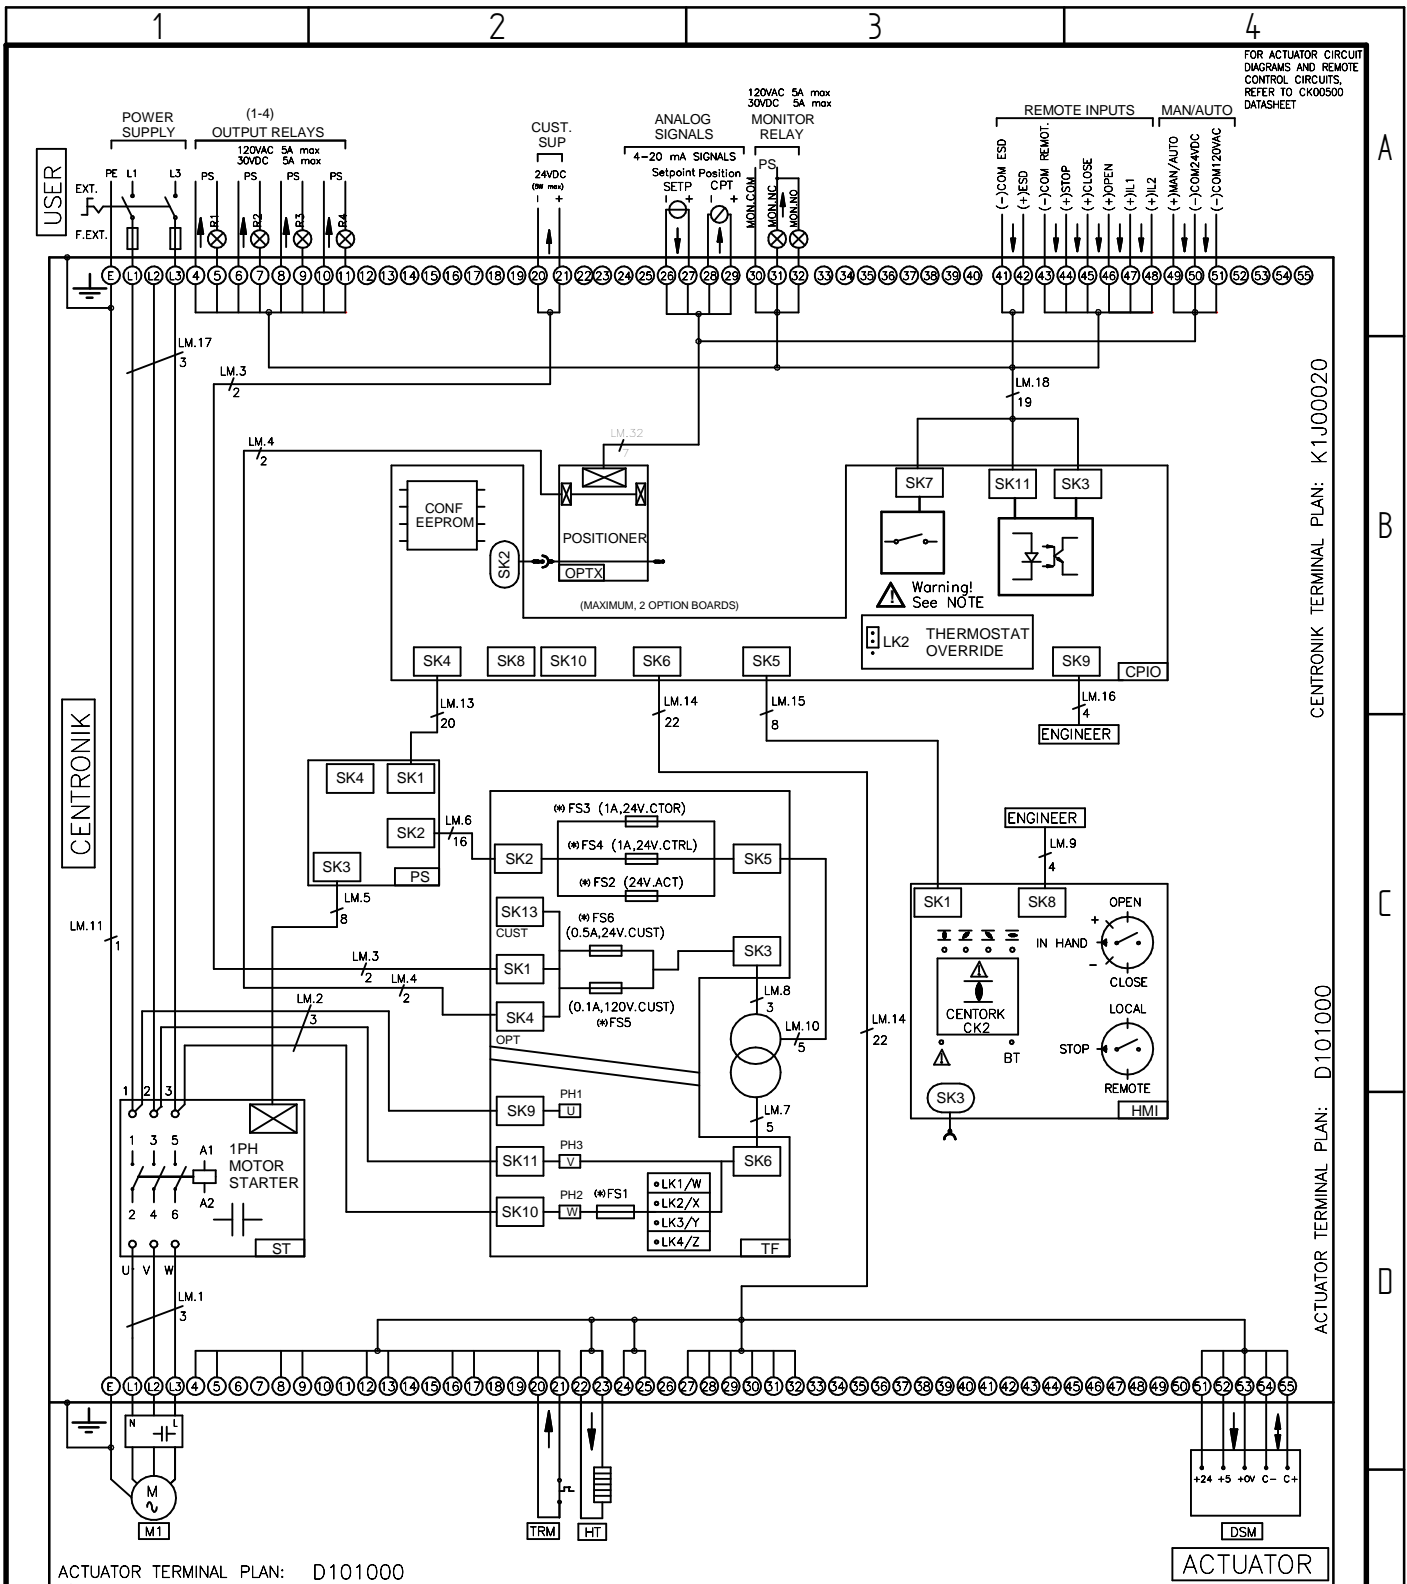 1 2 3 4
FOR ACTUATOR CIRCUIT
DIAGRAMS AND REMOTE
CONTROL CIRCUITS,
REFER TO CK00500
DATASHEET
A
B
C
D
USER
POWER
SUPPLY
PE L1 L3
EXT.
F.EXT.
(1-4)
OUTPUT RELAYS
120VAC 5A max
30VDC 5A max
PS PS PS PS
R1 R2 R3 R4
CUST.
SUP
24VDC
(5W max)
- +
ANALOG
SIGNALS
4-20 mA SIGNALS
Setpoint Position
SETP CPT
- + - +
120VAC 5A max
30VDC 5A max
MONITOR
RELAY
PS
MON.COM
MON.NC
MON.NO
REMOTE INPUTS
(-)COM ESD
(+)ESD
(-)COM REMOT.
(+)STOP
(+)CLOSE
(+)OPEN
(+)IL1
(+)IL2
MAN/AUTO
(+)MAN/AUTO
(-)COM24VDC
(-)COM120VAC
E L1 L2 L3 4 5 6 7 8 9 10 11 12 13 14 15 16 17 18 19 20 21 22 23 24 25 26 27 28 29 30 31 32 33 34 35 36 37 38 39 40 41 42 43 44 45 46 47 48 49 50 51 52 53 54 55
LM.17
3
LM.3
2
LM.18
19
LM.4
2
LM.32
7
CONF
EEPROM
SK2
POSITIONER
OPTX
(MAXIMUM, 2 OPTION BOARDS)
SK7
SK11
SK3
Warning!
See NOTE
LK2
THERMOSTAT
OVERRIDE
SK4
SK8
SK10
SK6
SK5
SK9
CPIO
CENTRONIK TERMINAL PLAN: K1J00020
LM.13
20
LM.14
22
LM.15
8
LM.16
4
ENGINEER
CENTRONIK
SK4
SK1
SK2
SK3
PS
LM.6
16
LM.5
8
LM.11
1
(*)FS3 (1A,24V.CTOR)
(*)FS4 (1A,24V.CTRL)
(*)FS2 (24V.ACT)
SK2
SK5
SK13
CUST
(*)FS6
(0.5A,24V.CUST)
SK1
SK3
SK4
OPT
(0.1A,120V.CUST)
(*)FS5
LM.3
2
LM.4
2
LM.2
3
LM.8
3
LM.10
5
LM.7
5
LM.14
22
SK9
PH1
U
SK11
PH3
V
SK10
PH2
W
(*)FS1
SK6
LK1/W
LK2/X
LK3/Y
LK4/Z
TF
ENGINEER
LM.9
4
SK1
SK8
OPEN
+
IN HAND
-
CLOSE
LOCAL
STOP
REMOTE
CENTORK
CK2
BT
SK3
HMI
ACTUATOR TERMINAL PLAN: D101000
1 2 3
1 3 5
A1
A2
2 4 6
1PH
MOTOR
STARTER
ST
U V W
LM.1
3
E L1 L2 L3 4 5 6 7 8 9 10 11 12 13 14 15 16 17 18 19 20 21 22 23 24 25 26 27 28 29 30 31 32 33 34 35 36 37 38 39 40 41 42 43 44 45 46 47 48 49 50 51 52 53 54 55
N L
M
M1
TRM
HT
+24 +5 +0V C- C+
DSM
ACTUATOR TERMINAL PLAN: D101000
ACTUATOR